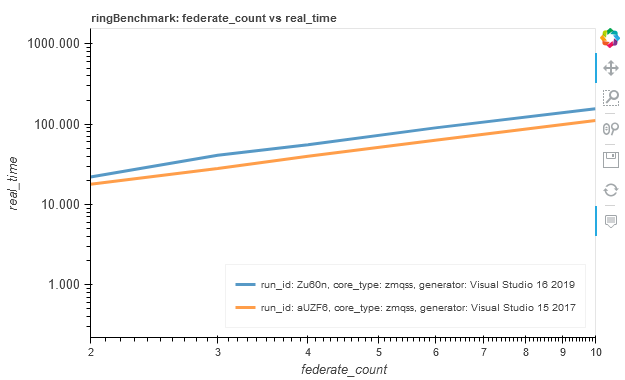 ringBenchmark: federate_count vs real_time
1000.000
100.000
10.000
1.000
real_time
2
3
4
5
6
7
8
9
10
federate_count
run_id: Zu60n, core_type: zmqss, generator: Visual Studio 16 2019
run_id: aUZF6, core_type: zmqss, generator: Visual Studio 15 2017